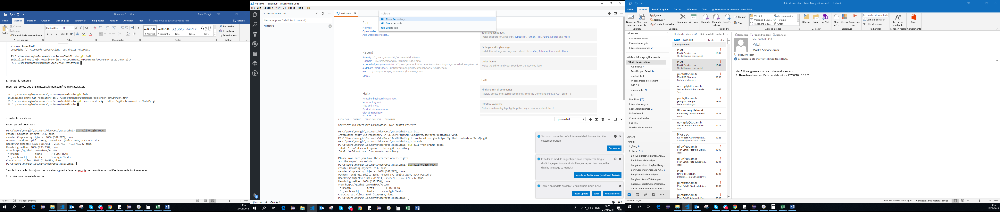 Document1 - Word
Marc Mongin
Fichier Accueil Insertion Création Mise en page Références Publipostage Révision Affichage Aide Dites-nous ce que vous voulez faire Partager
Coller
Couper
Copier
Reproduire la mise en forme
Presse-papiers
Calibri (Corp 11
Police
Paragraphe
AaBbCcDc AaBbCcDc AaBbCc AaBbCcC AaB
¶ Normal ¶ Sans int... Titre 1 Titre 2 Titre
Styles
Rechercher
Remplacer
Sélectionner
Édition
Windows PowerShell
Copyright (C) Microsoft Corporation. Tous droits réservés.
PS C:\Users\mmongin\Documents\docPerso\TestGithub> git init
Initialized empty Git repository in C:/Users/mmongin/Documents/docPerso/TestGithub/.git/
PS C:\Users\mmongin\Documents\docPerso\TestGithub>
5. Ajouter le remote :
Taper: git remote add origin https://github.com/mafrax/RateMy.git
PS C:\Users\mmongin\Documents\docPerso\TestGithub> git init
Initialized empty Git repository in C:/Users/mmongin/Documents/docPerso/TestGithub/.git/
PS C:\Users\mmongin\Documents\docPerso\TestGithub> git remote add origin https://github.com/mafrax/RateMy.git
PS C:\Users\mmongin\Documents\docPerso\TestGithub>
6. Puller la branch Tests:
Taper: git pull origin tests
PS C:\Users\mmongin\Documents\docPerso\TestGithub> git pull origin tests
remote: Counting objects: 611, done.
remote: Compressing objects: 100% (387/387), done.
remote: Total 611 (delta 238), reused 572 (delta 200), pack-reused 0
Receiving objects: 100% (611/611), 2.85 MiB | 4.33 MiB/s, done.
Resolving deltas: 100% (238/238), done.
From https://github.com/mafrax/RateMy
* branch tests -> FETCH_HEAD
* [new branch] tests -> origin/tests
Checking out files: 100% (415/415), done.
PS C:\Users\mmongin\Documents\docPerso\TestGithub>
C'est la branche la plus à jour. Les branches ca sert à faire des modifs de son coté sans modifier le code de tout le monde
7. te créer une nouvelle branche :
79 mots Français (France) 100%
10:55
27/08/2018
Welcome - TestGithub - Visual Studio Code
File Edit Selection View Go Debug Tasks Help
SOURCE CONTROL: GIT
Message (press Ctrl+Enter to commit)
CHANGES 0
Welcome
>git cre
Git: Close Repository
Git: Create Branch...
Git: Create Tag
Start
New file
Open folder...
Add workspace folder...
Recent
RateMy C:\Users\mmongin\Documents\docPerso
Odebam C:\Users\mmongin\Documents\docPerso
argon-design-system-v1.0.0 C:\Users\mmongin\Documents\docPerso\agora\argon-design-system-v1...
audebam (Workspace) C:\Users\mmongin\Documents\docPerso\Odebam
web C:\Users\mmongin\Documents\docPerso\agora
More...
Help
Printable keyboard cheatsheet
Introductory videos
Tips and Tricks
Product documentation
GitHub repository
Tools and languages
Install support for JavaScript, TypeScript, Python, PHP, Azure, Docker and more
Settings and keybindings
Install the settings and keyboard shortcuts of Vim, Sublime, Atom and others
Color theme
Make the editor and your code look the way you love
Learn
Find and run all commands
Rapidly access and search commands from the Command Palette (Ctrl+Shift+P)
Interface overview
Get a visual overlay highlighting the major components of the UI
PROBLEMS OUTPUT DEBUG CONSOLE TERMINAL 1: powershell
Copyright (C) Microsoft Corporation. Tous droits réservés.
PS C:\Users\mmongin\Documents\docPerso\TestGithub> git init
Initialized empty Git repository in C:/Users/mmongin/Documents/docPerso/TestGithub/.git/
PS C:\Users\mmongin\Documents\docPerso\TestGithub> git remote add origin https://github.com/mafrax/RateMy.git
PS C:\Users\mmongin\Documents\docPerso\TestGithub> git branch
PS C:\Users\mmongin\Documents\docPerso\TestGithub> git pull from origin tests
fatal: 'from' does not appear to be a git repository
fatal: Could not read from remote repository.
Please make sure you have the correct access rights
and the repository exists.
PS C:\Users\mmongin\Documents\docPerso\TestGithub> git pull origin tests
remote: Counting objects: 611, done.
remote: Compressing objects: 100% (387/387), done.
remote: Total 611 (delta 238), reused 572 (delta 200), pack-reused 0
Receiving objects: 100% (611/611), 2.85 MiB | 4.33 MiB/s, done.
Resolving deltas: 100% (238/238), done.
From https://github.com/mafrax/RateMy
* branch tests -> FETCH_HEAD
* [new branch] tests -> origin/tests
Checking out files: 100% (415/415), done.
PS C:\Users\mmongin\Documents\docPerso\TestGithub>
You can change the default terminal shell by selecting the
customize button.
Customize
Installez le module linguistique pour remplacer la langue
d'affichage par français. (Install language pack to change the
display language to French.)
Installer et Redémarrer (Install and Restart)
There's an update available: Visual Studio Code 1.26.1
Install Update Later Release Notes
master 0 0 3
ENG
10:55
27/08/2018
Boîte de réception - Marc.Mongin@tobam.fr - Outlook
Fichier Accueil Envoi/réception Dossier Affichage Aide Dites-nous ce que vous voulez faire
Nouveau courrier
Nouveaux éléments
Nouveau
Ignorer
Nettoyer
Courrier indésirable
Supprimer Archiver
Supprimer
Répondre Répondre à tous Transférer
Réunion
Plus
Répondre
MIFID II
Message d'équi...
Répondre et su...
Au responsable
Terminé
Créer
Actions rapides
Déplacer Règles OneNote
Déplacer
Non lu/Lu Classer Assurer un suivi
Indicateurs
Rechercher des contacts
Carnet d'adresses
Filtre de courrier
Rechercher
Lecture à voix haute
Fonction vocale
Store
Compléments
Favoris
Boîte de réception
Éléments envoyés
Éléments supprimés 2
Marc.Mongin@tobam.fr
Boîte de réception
AB inflows 4
Email import failed 14
mails de test
M'est adressé directement
MIFID II
munin notif 74
RH
Brouillons [17]
Éléments envoyés
Éléments supprimés 2
Boîte d'envoi
Courrier indésirable
Flux RSS
Dossiers de recherche
Pilot
Inbox 1
_Dev_ 9
_Error_ 512
BBHCorporateActionMailAnaly...
BbhInflowsMailAnalyzer 1
BonyAdminInventoryMailAnaly...
BonyCorporateActionMailAn... 3
BonyExoticFxMailAnalyzer
BonyNavHistoryMailAnalyzer 1
CaceisCorporateActionNotifica...
CaceisDefinitiveInflowsMailAna...
Rechercher dans ... Boîte aux lettres actuelle
Tous Non lus Le plus récent
Aujourd'hui
Pilot
Markit Service error 10:45
The following issues exist
Pilot
Markit Service error 10:41
The following issues exist
pilot@tobam.fr
[Pilot] DB Changes 09:58
Database changes
no-reply@tobam.fr
Jenkins build is back to sta... 09:45
See
pilot@tobam.fr
[Pilot] DB Changes 09:45
Database changes
Bloomberg Network ...
Bloomberg Connection Eve... 09:39
Events
no-reply@tobam.fr
Jenkins build is back to sta... 09:37
See
Pilot trac
Re: [tobam] #2744: Update ... 09:26
#2744: Update Stock carbon
pilot@tobam.fr
[Pilot Batch] Portfolio violat... 09:06
Trac:
pilot@tobam.fr
[Pilot Batch] Rate curves fail... 09:01
Trac:
Pilot
NAV DIFFERENCES 09:00
Differences on Official NAV :
pilot@tobam.fr
[Pilot Batch] Dividends faile... 09:00
Trac:
pilot@tobam.fr
[Pilot Batch] Automatic Eun... 09:00
Répondre Répondre à tous Transférer
Mon 27/08/2018 10:41
Pilot
Markit Service error
À PilotDevs_Team
Ce message a été envoyé avec l'importance Haute.
The following issues exist with the Markit Service:
1: There have been no Markit updates since 27/08/18 10:16:32
Éléments : 5,591 Tous les dossiers sont à jour. Connecté à Microsoft Exchange 100%
10:55
27/08/2018